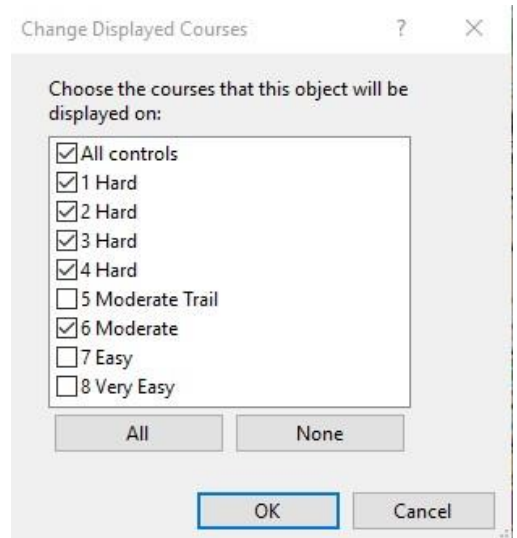 Change Displayed Courses ?
Choose the courses that this object will be
displayed on:
All controls
1 Hard
2 Hard
3 Hard
4 Hard
5 Moderate Trail
6 Moderate
7 Easy
8 Very Easy
All None
OK Cancel